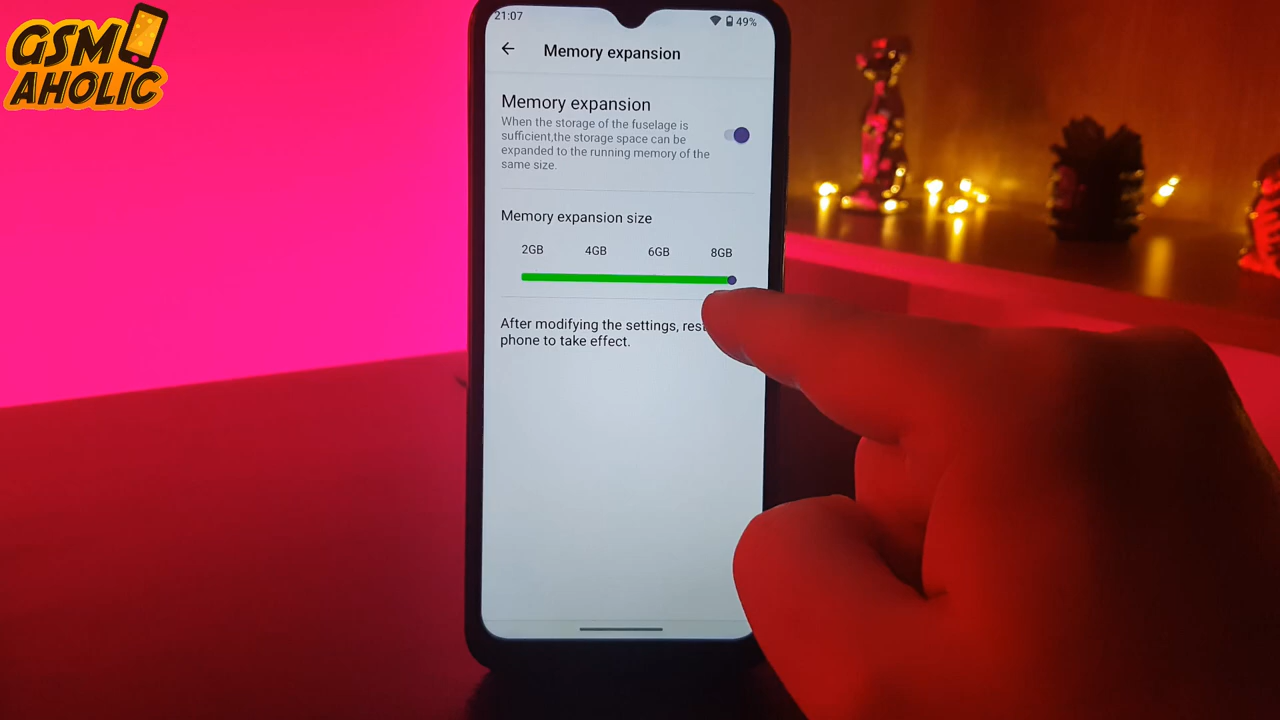 GSM
AHOLIC
21:07
49%
Memory expansion
Memory expansion
When the storage of the fuselage is
sufficient,the storage space can be
expanded to the running memory of the
same size.
Memory expansion size
2GB 4GB 6GB 8GB
After modifying the settings,
phone to take effect.